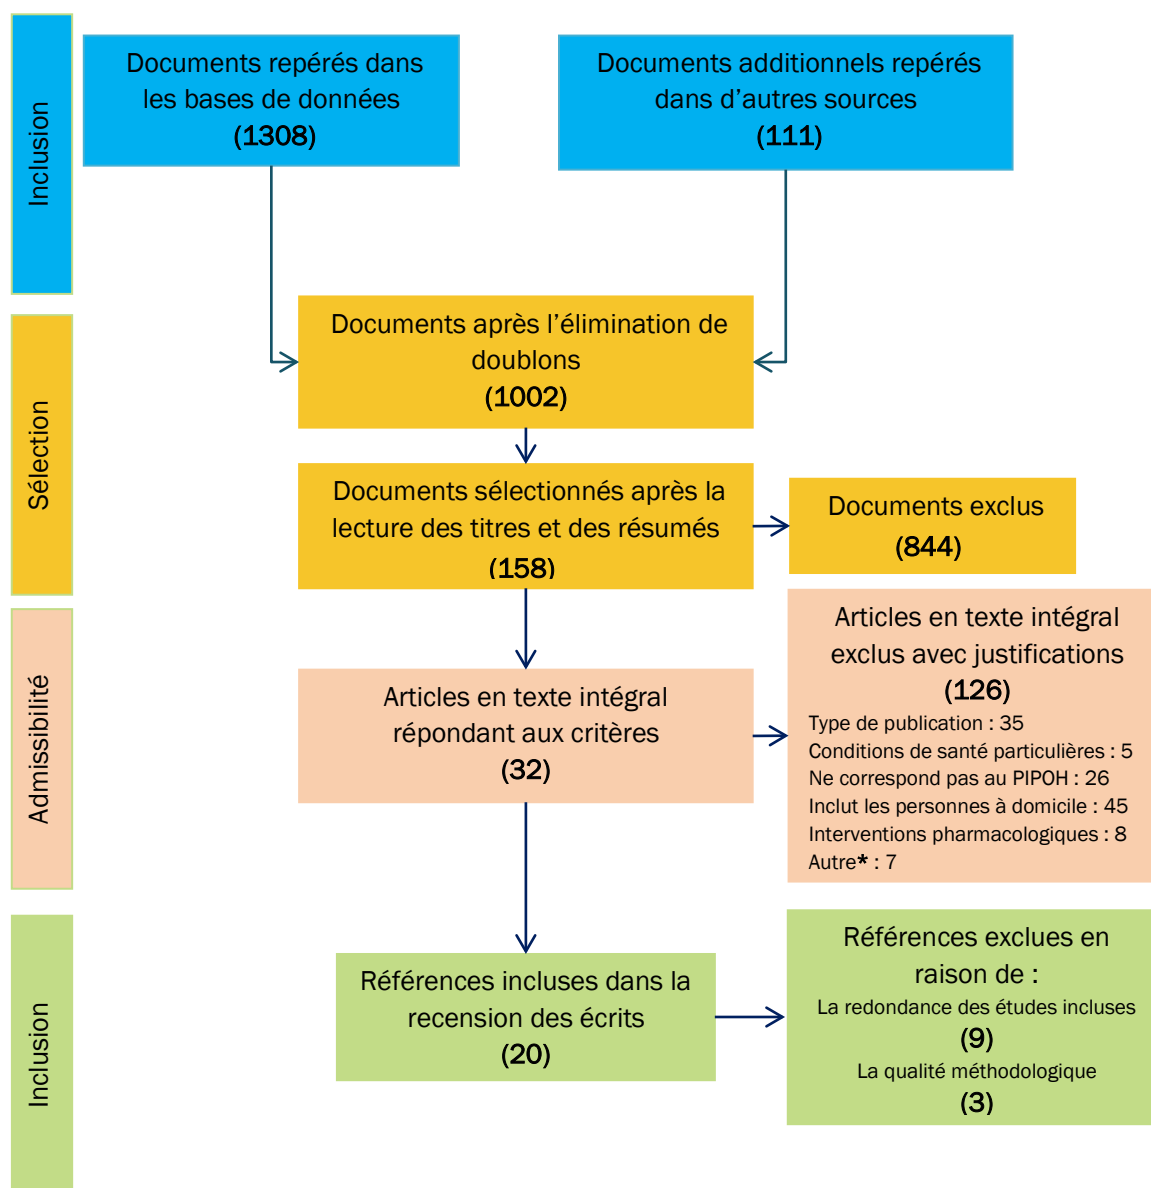 Inclusion
Documents repérés dans
les bases de données
(1308)
Documents additionnels repérés
dans d'autres sources
(111)
Sélection
Documents après l'élimination de
doublons
(1002)
Documents sélectionnés après la
lecture des titres et des résumés
(158)
Documents exclus
(844)
Admissibilité
Articles en texte intégral
répondant aux critères
(32)
Articles en texte intégral
exclus avec justifications
(126)
Type de publication : 35
Conditions de santé particulières : 5
Ne correspond pas au PIPOH : 26
Inclut les personnes à domicile : 45
Interventions pharmacologiques : 8
Autre* : 7
Inclusion
Références incluses dans la
recension des écrits
(20)
Références exclues en
raison de :
La redondance des études incluses
(9)
La qualité méthodologique
(3)